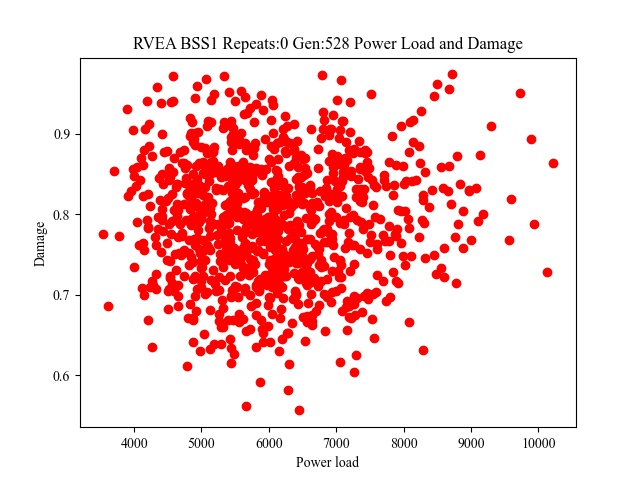 RVEA BSS1 Repeats:0 Gen:528 Power Load and Damage
0.9
0.8
0.7
0.6
Damage
4000 5000 6000 7000 8000 9000 10000
Power load